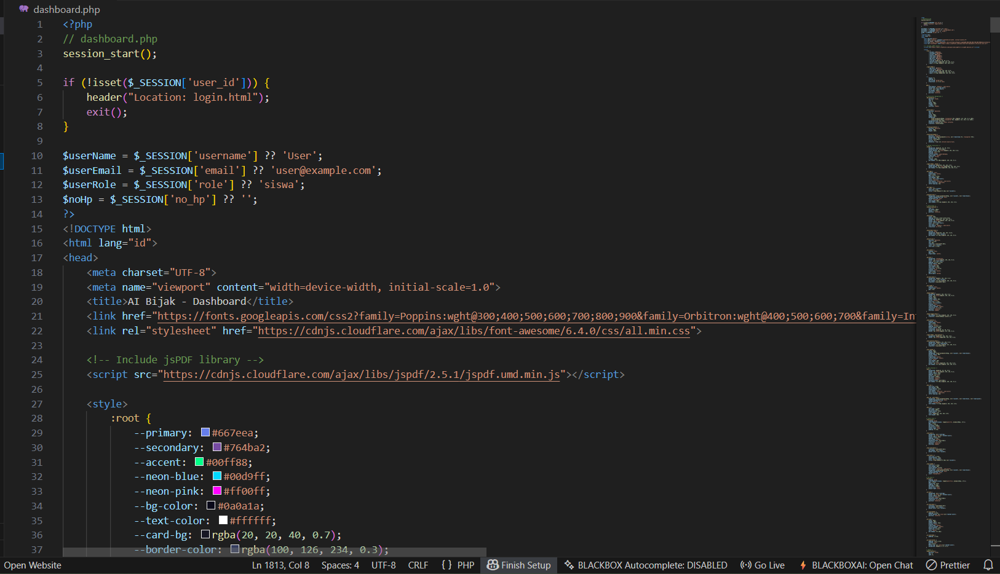 dashboard.php
1 <?php
2 // dashboard.php
3 session_start();
4
5 if (!isset($_SESSION['user_id'])) {
6 header("Location: login.html");
7 exit();
8 }
9
10 $userName = $_SESSION['username'] ?? 'User';
11 $userEmail = $_SESSION['email'] ?? 'user@example.com';
12 $userRole = $_SESSION['role'] ?? 'siswa';
13 $noHp = $_SESSION['no_hp'] ?? '';
14 ?>
15 <!DOCTYPE html>
16 <html lang="id">
17 <head>
18 <meta charset="UTF-8">
19 <meta name="viewport" content="width=device-width, initial-scale=1.0">
20 <title>AI Bijak - Dashboard</title>
21 <link href="https://fonts.googleapis.com/css2?family=Poppins:wght@300;400;500;600;700;800;900&family=Orbitron:wght@400;500;600;700&family=In
22 <link rel="stylesheet" href="https://cdnjs.cloudflare.com/ajax/libs/font-awesome/6.4.0/css/all.min.css">
23
24 <!-- Include jsPDF library -->
25 <script src="https://cdnjs.cloudflare.com/ajax/libs/jspdf/2.5.1/jspdf.umd.min.js"></script>
26
27 <style>
28 :root {
29 --primary: #667eea;
30 --secondary: #764ba2;
31 --accent: #00ff88;
32 --neon-blue: #00d9ff;
33 --neon-pink: #ff00ff;
34 --bg-color: #0a0a1a;
35 --text-color: #ffffff;
36 --card-bg: rgba(20, 20, 40, 0.7);
37 --border-color: rgba(100, 126, 234, 0.3);
Open Website Ln 1813, Col 8 Spaces: 4 UTF-8 CRLF { } PHP Finish Setup BLACKBOX Autocomplete: DISABLED Go Live BLACKBOXAI: Open Chat Prettier